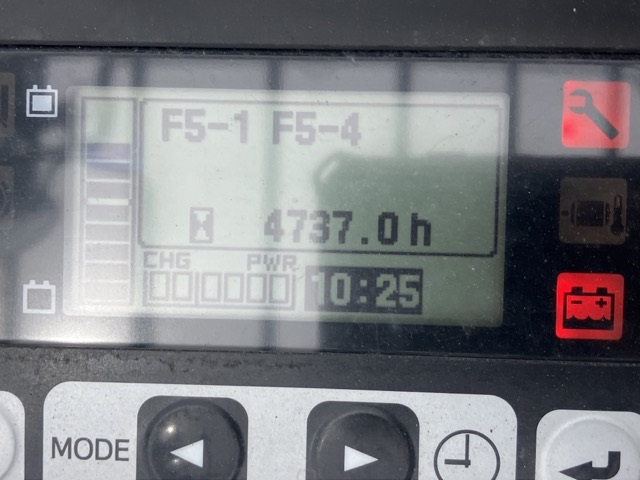 F5-1 F5-4
4737.0h
CHG PWR
10:25
MODE